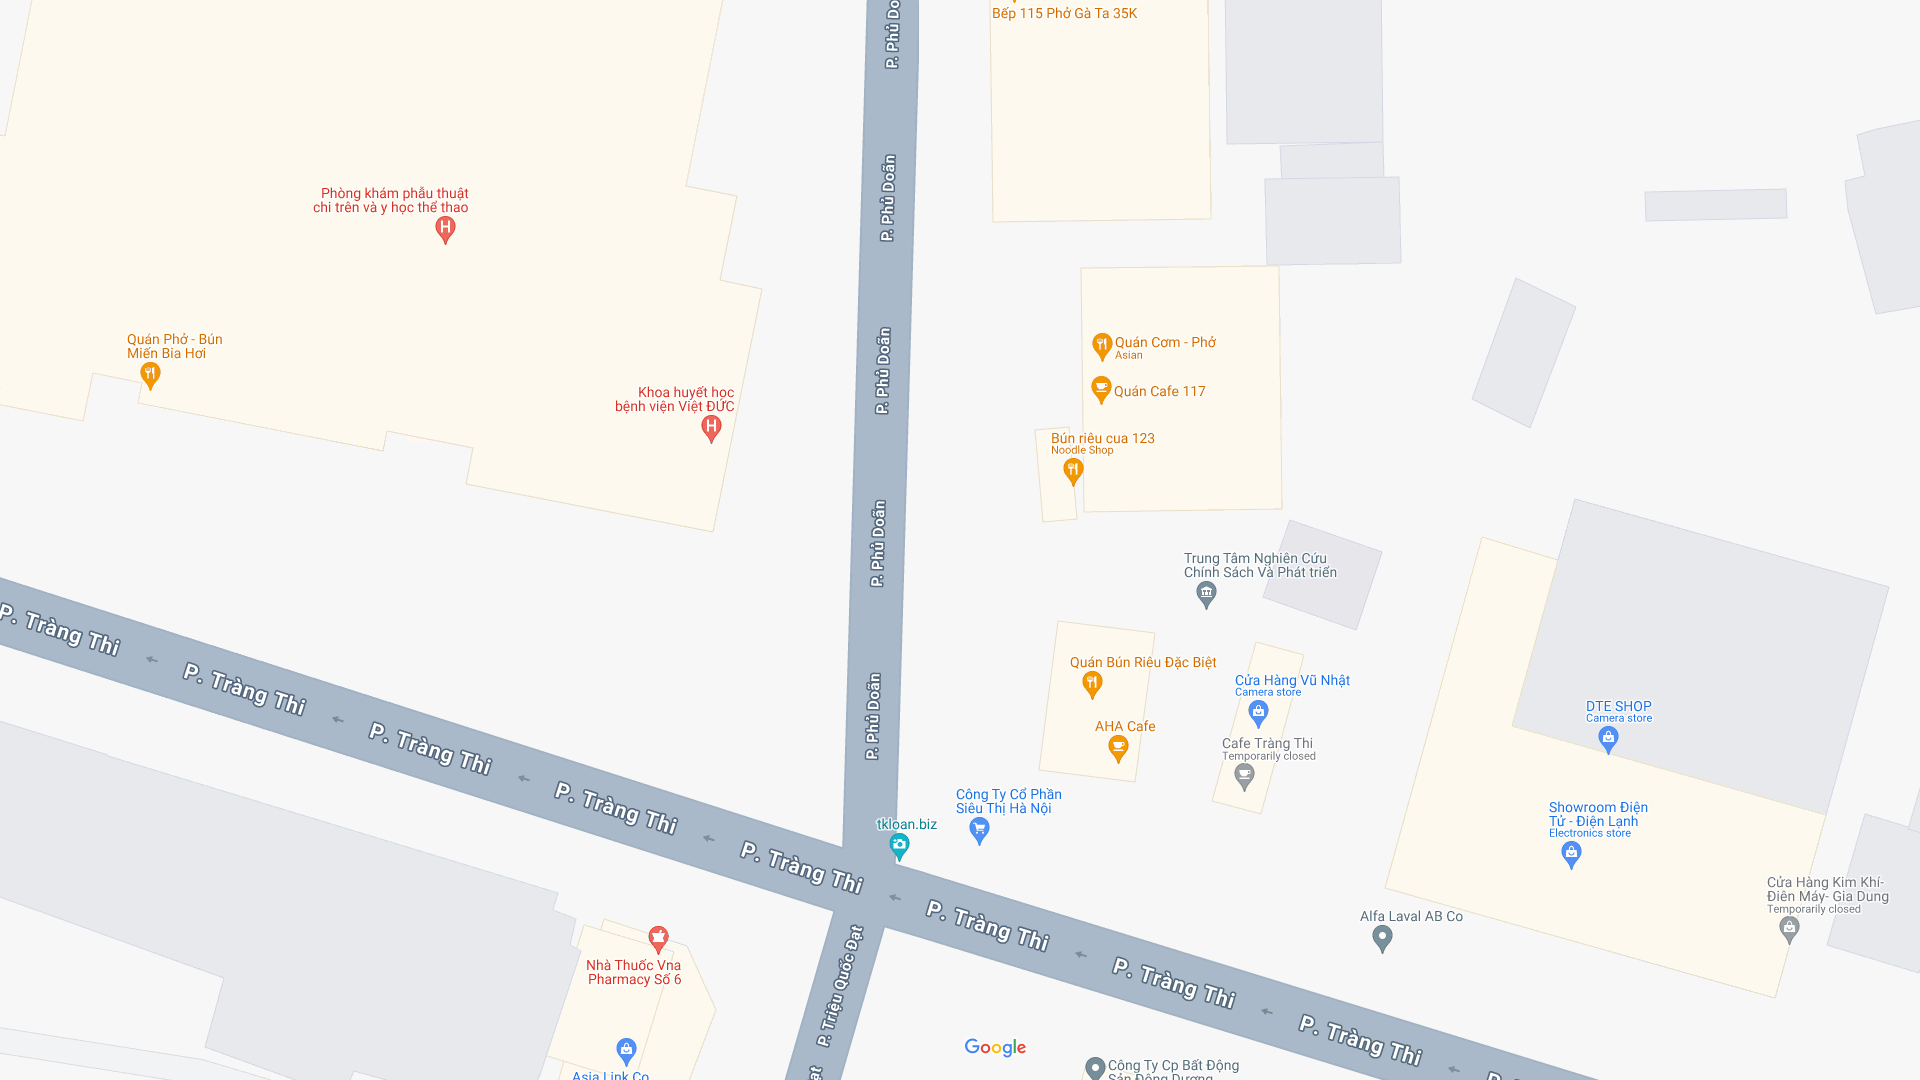 Bếp 115 Phở Gà Ta 35K
P. Phủ Do
P. Phủ Doãn
Phòng khám phẫu thuật
chi trên và y học thể thao
Quán Phở - Bún
Miến Bia Hơi
P. Phủ Doãn
Quán Cơm - Phở
Asian
Quán Cafe 117
Khoa huyết học
bệnh viện Việt ĐỨC
Bún riêu cua 123
Noodle Shop
P. Phủ Doãn
Trung Tâm Nghiên Cứu
Chính Sách Và Phát triển
P. Tràng Thi
P. Tràng Thi
P. Phủ Doãn
Quán Bún Riêu Đặc Biệt
Cửa Hàng Vũ Nhật
Camera store
AHA Cafe
Cafe Tràng Thi
Temporarily closed
DTE SHOP
Camera store
P. Tràng Thi
P. Tràng Thi
Công Ty Cổ Phần
Siêu Thị Hà Nội
tkloan.biz
Showroom Điện
Tử - Điện Lạnh
Electronics store
P. Tràng Thi
Cửa Hàng Kim Khí-
Điện Máy- Gia Dung
Temporarily closed
Alfa Laval AB Co
P. Tràng Thi
Nhà Thuốc Vna
Pharmacy Số 6
P. Triệu Quốc Đạt
P. Tràng Thi
P. Tràng Thi
Google
Asia Link Co
ạt
Công Ty Cp Bất Động
Sản Đông Dương